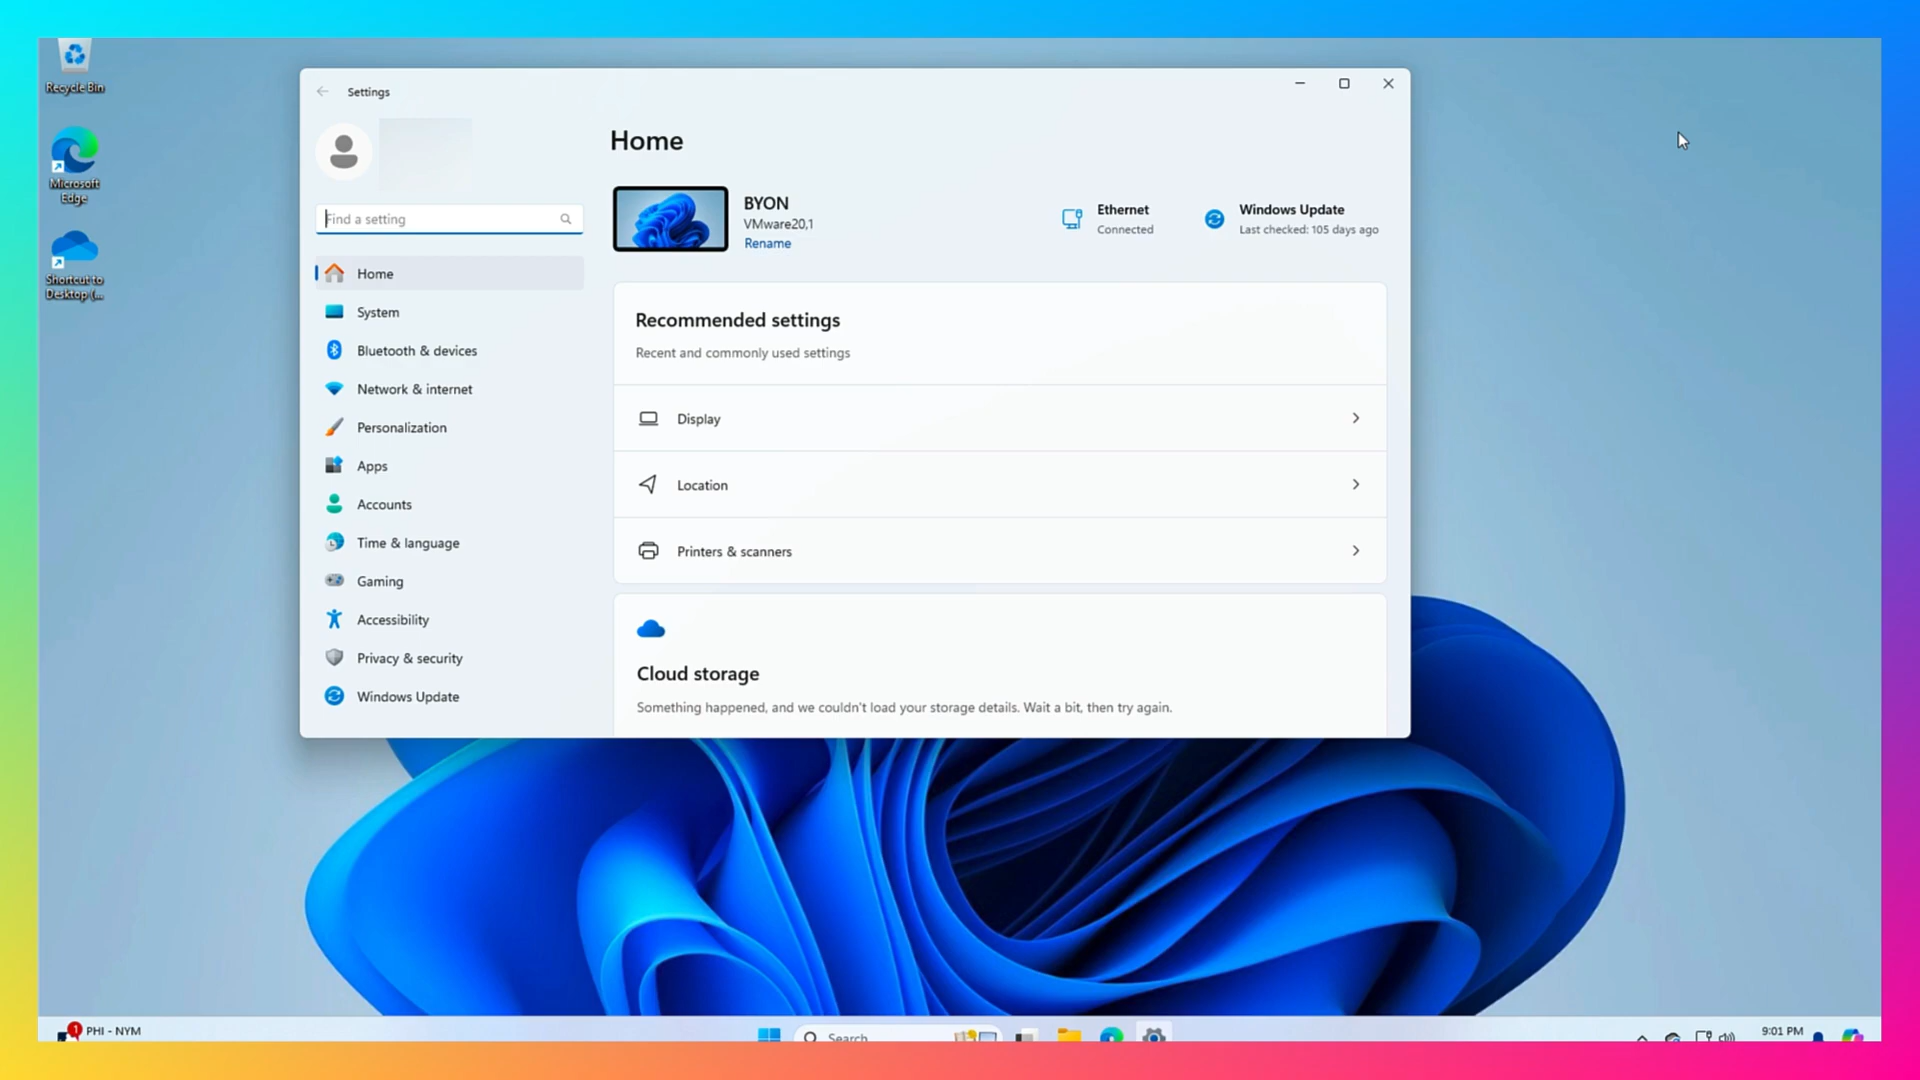 Recycle Bin
Microsoft
Edge
Shortcut to
Desktop (...
Settings
Find a setting
Home
System
Bluetooth & devices
Network & internet
Personalization
Apps
Accounts
Time & language
Gaming
Accessibility
Privacy & security
Windows Update
Home
BYON
VMware20,1
Rename
Ethernet
Connected
Windows Update
Last checked: 105 days ago
Recommended settings
Recent and commonly used settings
Display
Location
Printers & scanners
Cloud storage
Something happened, and we couldn't load your storage details. Wait a bit, then try again.
1
PHI - NYM
Search
9:01 PM